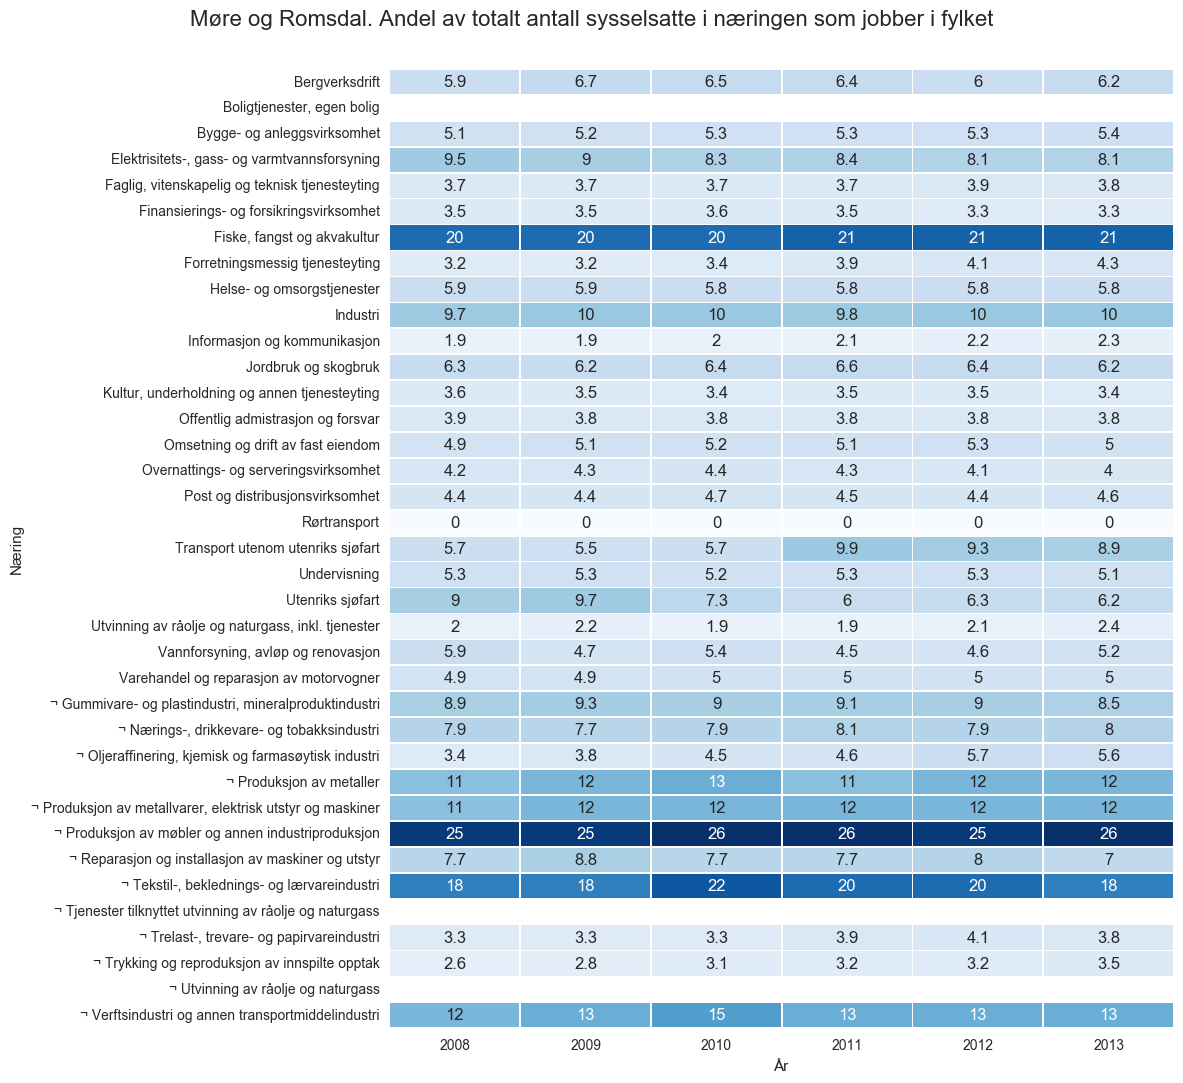 Møre og Romsdal. Andel av totalt antall sysselsatte i næringen som jobber i fylket
Bergverksdrift 5.9 6.7 6.5 6.4 6 6.2
Boligtjenester, egen bolig
Bygge- og anleggsvirksomhet 5.1 5.2 5.3 5.3 5.3 5.4
Elektrisitets-, gass- og varmtvannsforsyning 9.5 9 8.3 8.4 8.1 8.1
Faglig, vitenskapelig og teknisk tjenesteyting 3.7 3.7 3.7 3.7 3.9 3.8
Finansierings- og forsikringsvirksomhet 3.5 3.5 3.6 3.5 3.3 3.3
Fiske, fangst og akvakultur 20 20 20 21 21 21
Forretningsmessig tjenesteyting 3.2 3.2 3.4 3.9 4.1 4.3
Helse- og omsorgstjenester 5.9 5.9 5.8 5.8 5.8 5.8
Industri 9.7 10 10 9.8 10 10
Informasjon og kommunikasjon 1.9 1.9 2 2.1 2.2 2.3
Jordbruk og skogbruk 6.3 6.2 6.4 6.6 6.4 6.2
Kultur, underholdning og annen tjenesteyting 3.6 3.5 3.4 3.5 3.5 3.4
Offentlig admistrasjon og forsvar 3.9 3.8 3.8 3.8 3.8 3.8
Omsetning og drift av fast eiendom 4.9 5.1 5.2 5.1 5.3 5
Overnattings- og serveringsvirksomhet 4.2 4.3 4.4 4.3 4.1 4
Post og distribusjonsvirksomhet 4.4 4.4 4.7 4.5 4.4 4.6
Rørtransport 0 0 0 0 0 0
Transport utenom utenriks sjøfart 5.7 5.5 5.7 9.9 9.3 8.9
Undervisning 5.3 5.3 5.2 5.3 5.3 5.1
Utenriks sjøfart 9 9.7 7.3 6 6.3 6.2
Utvinning av råolje og naturgass, inkl. tjenester 2 2.2 1.9 1.9 2.1 2.4
Vannforsyning, avløp og renovasjon 5.9 4.7 5.4 4.5 4.6 5.2
Varehandel og reparasjon av motorvogner 4.9 4.9 5 5 5 5
¬ Gummivare- og plastindustri, mineralproduktindustri 8.9 9.3 9 9.1 9 8.5
¬ Nærings-, drikkevare- og tobakksindustri 7.9 7.7 7.9 8.1 7.9 8
¬ Oljeraffinering, kjemisk og farmasøytisk industri 3.4 3.8 4.5 4.6 5.7 5.6
¬ Produksjon av metaller 11 12 13 11 12 12
¬ Produksjon av metallvarer, elektrisk utstyr og maskiner 11 12 12 12 12 12
¬ Produksjon av møbler og annen industriproduksjon 25 25 26 26 25 26
¬ Reparasjon og installasjon av maskiner og utstyr 7.7 8.8 7.7 7.7 8 7
¬ Tekstil-, beklednings- og lærvareindustri 18 18 22 20 20 18
¬ Tjenester tilknyttet utvinning av råolje og naturgass
¬ Trelast-, trevare- og papirvareindustri 3.3 3.3 3.3 3.9 4.1 3.8
¬ Trykking og reproduksjon av innspilte opptak 2.6 2.8 3.1 3.2 3.2 3.5
¬ Utvinning av råolje og naturgass
¬ Verftsindustri og annen transportmiddelindustri 12 13 15 13 13 13
2008 2009 2010 2011 2012 2013
År
Næring